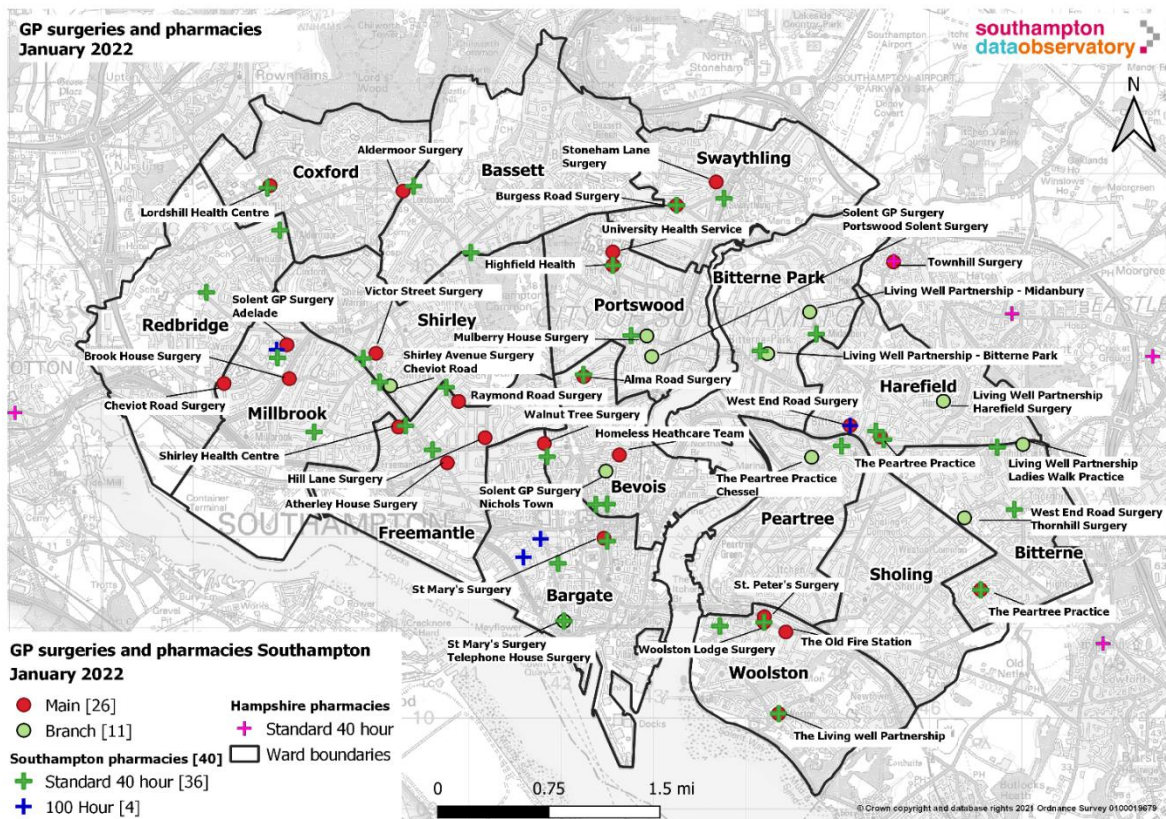 GP surgeries and pharmacies
January 2022
southampton
dataobservatory
N
Aldermoor Surgery
Coxford
Bassett
Stoneham Lane
Surgery
Swaythling
Lordshill Health Centre
Burgess Road Surgery
University Health Service
Solent GP Surgery
Portswood Solent Surgery
Highfield Health
Bitterne Park
Townhill Surgery
Victor Street Surgery
Living Well Partnership - Midanbury
Solent GP Surgery
Adelade
Redbridge
Shirley
Portswood
Mulberry House Surgery
Brook House Surgery
Shirley Avenue Surgery
Cheviot Road
Living Well Partnership - Bitterne Park
Alma Road Surgery
Harefield
Cheviot Road Surgery
Raymond Road Surgery
West End Road Surgery
Living Well Partnership
Harefield Surgery
Millbrook
Walnut Tree Surgery
Homeless Heathcare Team
Shirley Health Centre
The Peartree Practice
Hill Lane Surgery
Living Well Partnership
Ladies Walk Practice
Atherley House Surgery
Solent GP Surgery
Nichols Town
Bevois
The Peartree Practice
Chessel
SOUTHAMPTON
Freemantle
Peartree
West End Road Surgery
Thornhill Surgery
Bitterne
Sholing
St Mary's Surgery
Bargate
St. Peter's Surgery
The Peartree Practice
St Mary's Surgery
Telephone House Surgery
Woolston Lodge Surgery
The Old Fire Station
Woolston
The Living well Partnership
GP surgeries and pharmacies Southampton
January 2022
Main [26]
Branch [11]
Southampton pharmacies [40]
Standard 40 hour [36]
100 Hour [4]
Hampshire pharmacies
Standard 40 hour
Ward boundaries
0 0.75 1.5 mi
© Crown copyright and database rights 2021 Ordnance Survey 0100019679